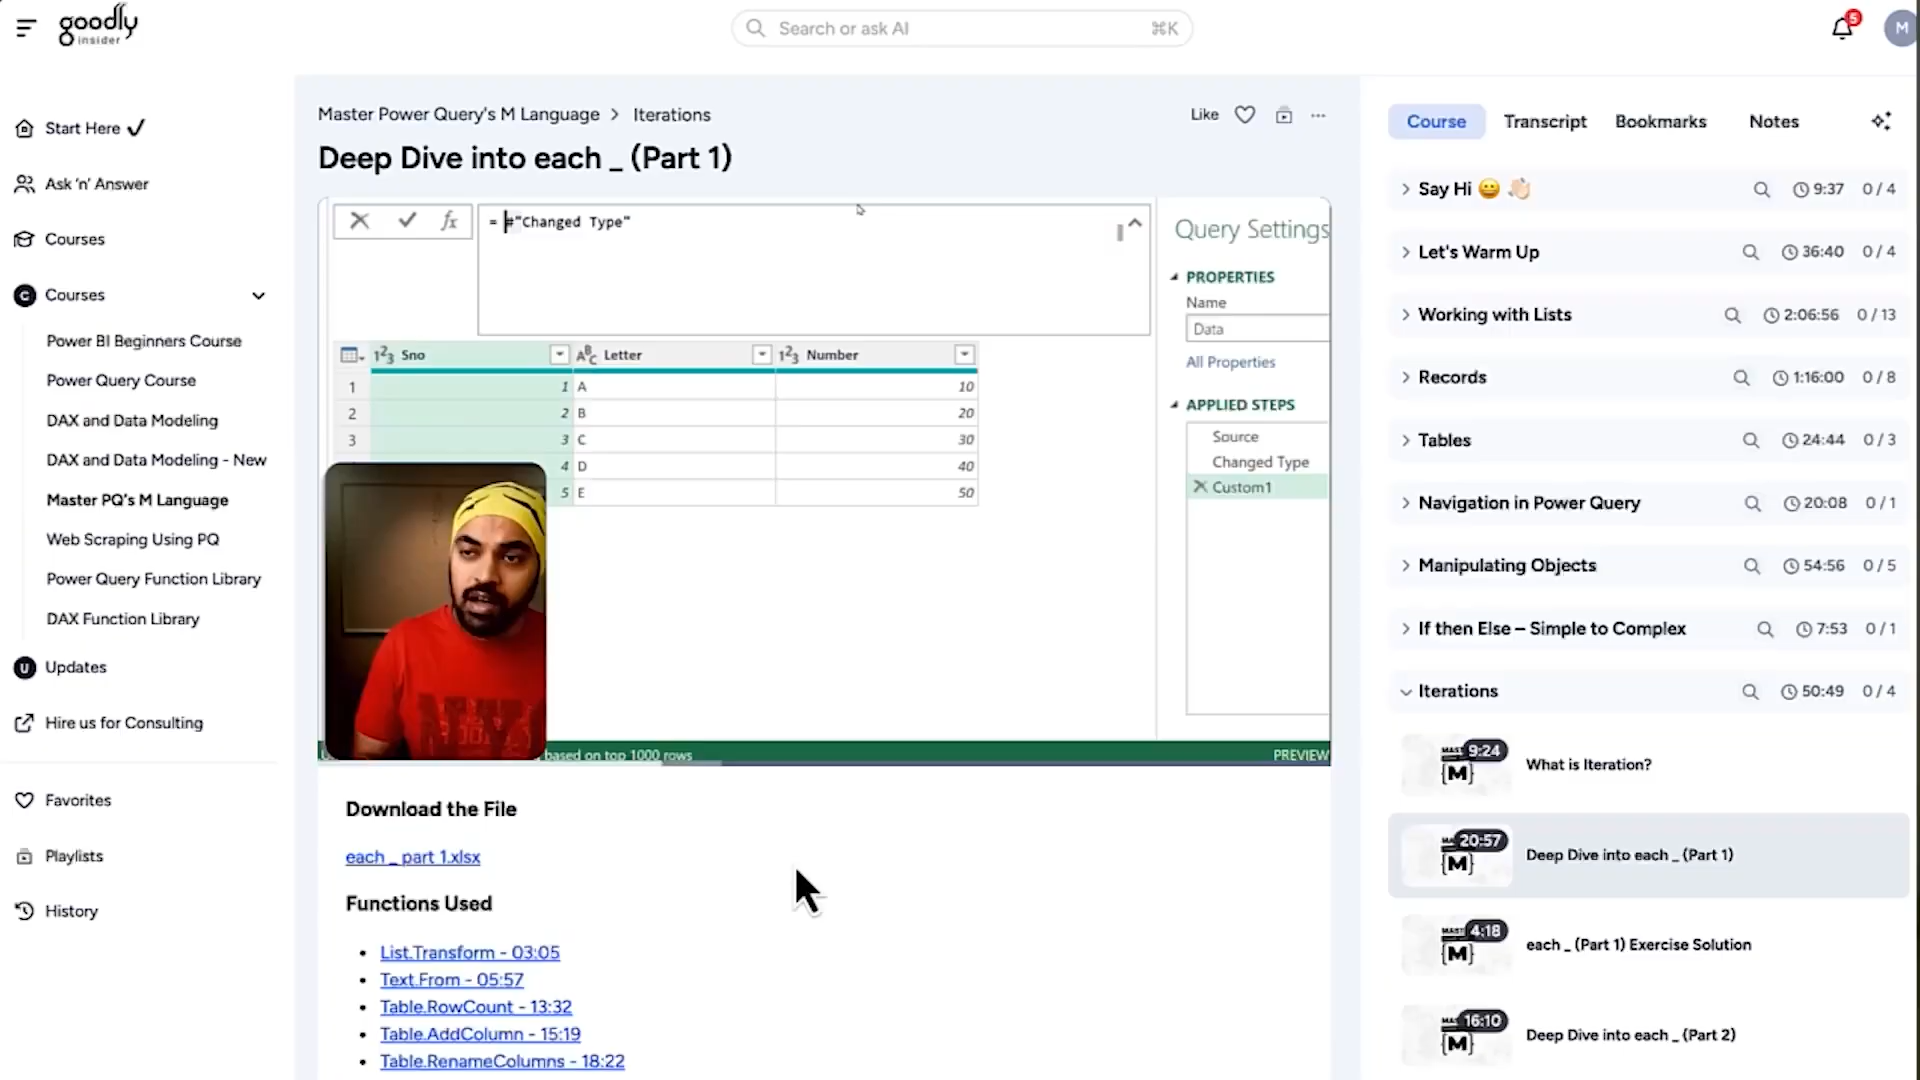 goodly
insider
Search or ask AI
⌘K
5
M
Start Here ✓
Ask 'n' Answer
Courses
C Courses
Power BI Beginners Course
Power Query Course
DAX and Data Modeling
DAX and Data Modeling - New
Master PQ's M Language
Web Scraping Using PQ
Power Query Function Library
DAX Function Library
U Updates
Hire us for Consulting
Favorites
Playlists
History
Master Power Query's M Language > Iterations
Like
Deep Dive into each _ (Part 1)
fx
= #"Changed Type"
Query Settings
PROPERTIES
Name
Data
All Properties
APPLIED STEPS
Source
Changed Type
Custom1
123 Sno ABC Letter 123 Number
1 1 A 10
2 2 B 20
3 3 C 30
4 D 40
5 E 50
based on top 1000 rows
PREVIEW
Download the File
each _ part 1.xlsx
Functions Used
• List.Transform - 03:05
• Text.From - 05:57
• Table.RowCount - 13:32
• Table.AddColumn - 15:19
• Table.RenameColumns - 18:22
Course Transcript Bookmarks Notes
Say Hi 😀 👋🏻 9:37 0 / 4
Let's Warm Up 36:40 0 / 4
Working with Lists 2:06:56 0 / 13
Records 1:16:00 0 / 8
Tables 24:44 0 / 3
Navigation in Power Query 20:08 0 / 1
Manipulating Objects 54:56 0 / 5
If then Else – Simple to Complex 7:53 0 / 1
Iterations 50:49 0 / 4
9:24
{M}
What is Iteration?
20:57
{M}
Deep Dive into each _ (Part 1)
4:18
{M}
each _ (Part 1) Exercise Solution
16:10
{M}
Deep Dive into each _ (Part 2)